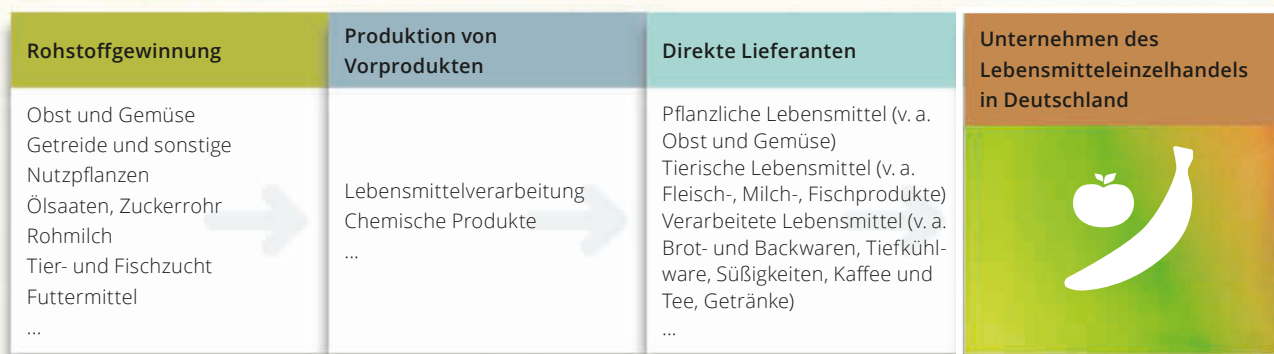 Rohstoffgewinnung
Obst und Gemüse
Getreide und sonstige
Nutzpflanzen
Ölsaaten, Zuckerrohr
Rohmilch
Tier- und Fischzucht
Futtermittel
...
Produktion von
Vorprodukten
Lebensmittelverarbeitung
Chemische Produkte
...
Direkte Lieferanten
Pflanzliche Lebensmittel (v. a.
Obst und Gemüse)
Tierische Lebensmittel (v. a.
Fleisch-, Milch-, Fischprodukte)
Verarbeitete Lebensmittel (v. a.
Brot- und Backwaren, Tiefkühl-
ware, Süßigkeiten, Kaffee und
Tee, Getränke)
...
Unternehmen des
Lebensmitteleinzelhandels
in Deutschland